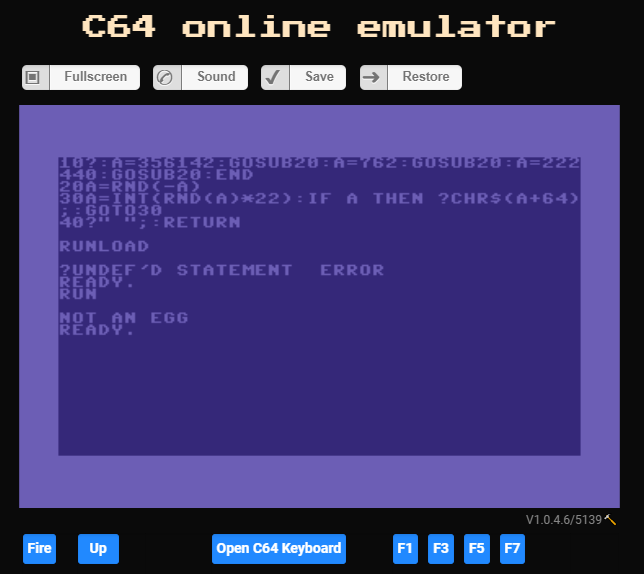 C64 online emulator
Fullscreen Sound Save Restore
10?:A=356142:GOSUB20:A=762:GOSUB20:A=222
440:GOSUB20:END
20A=RND(-A)
30A=INT(RND(A)*22):IF A THEN ?CHR$(A+64)
;:GOTO30
40?" ";:RETURN
RUNLOAD
?UNDEF'D STATEMENT  ERROR
READY.
RUN
NOT AN EGG
READY.
V1.0.4.6/5139
Fire Up Open C64 Keyboard F1 F3 F5 F7